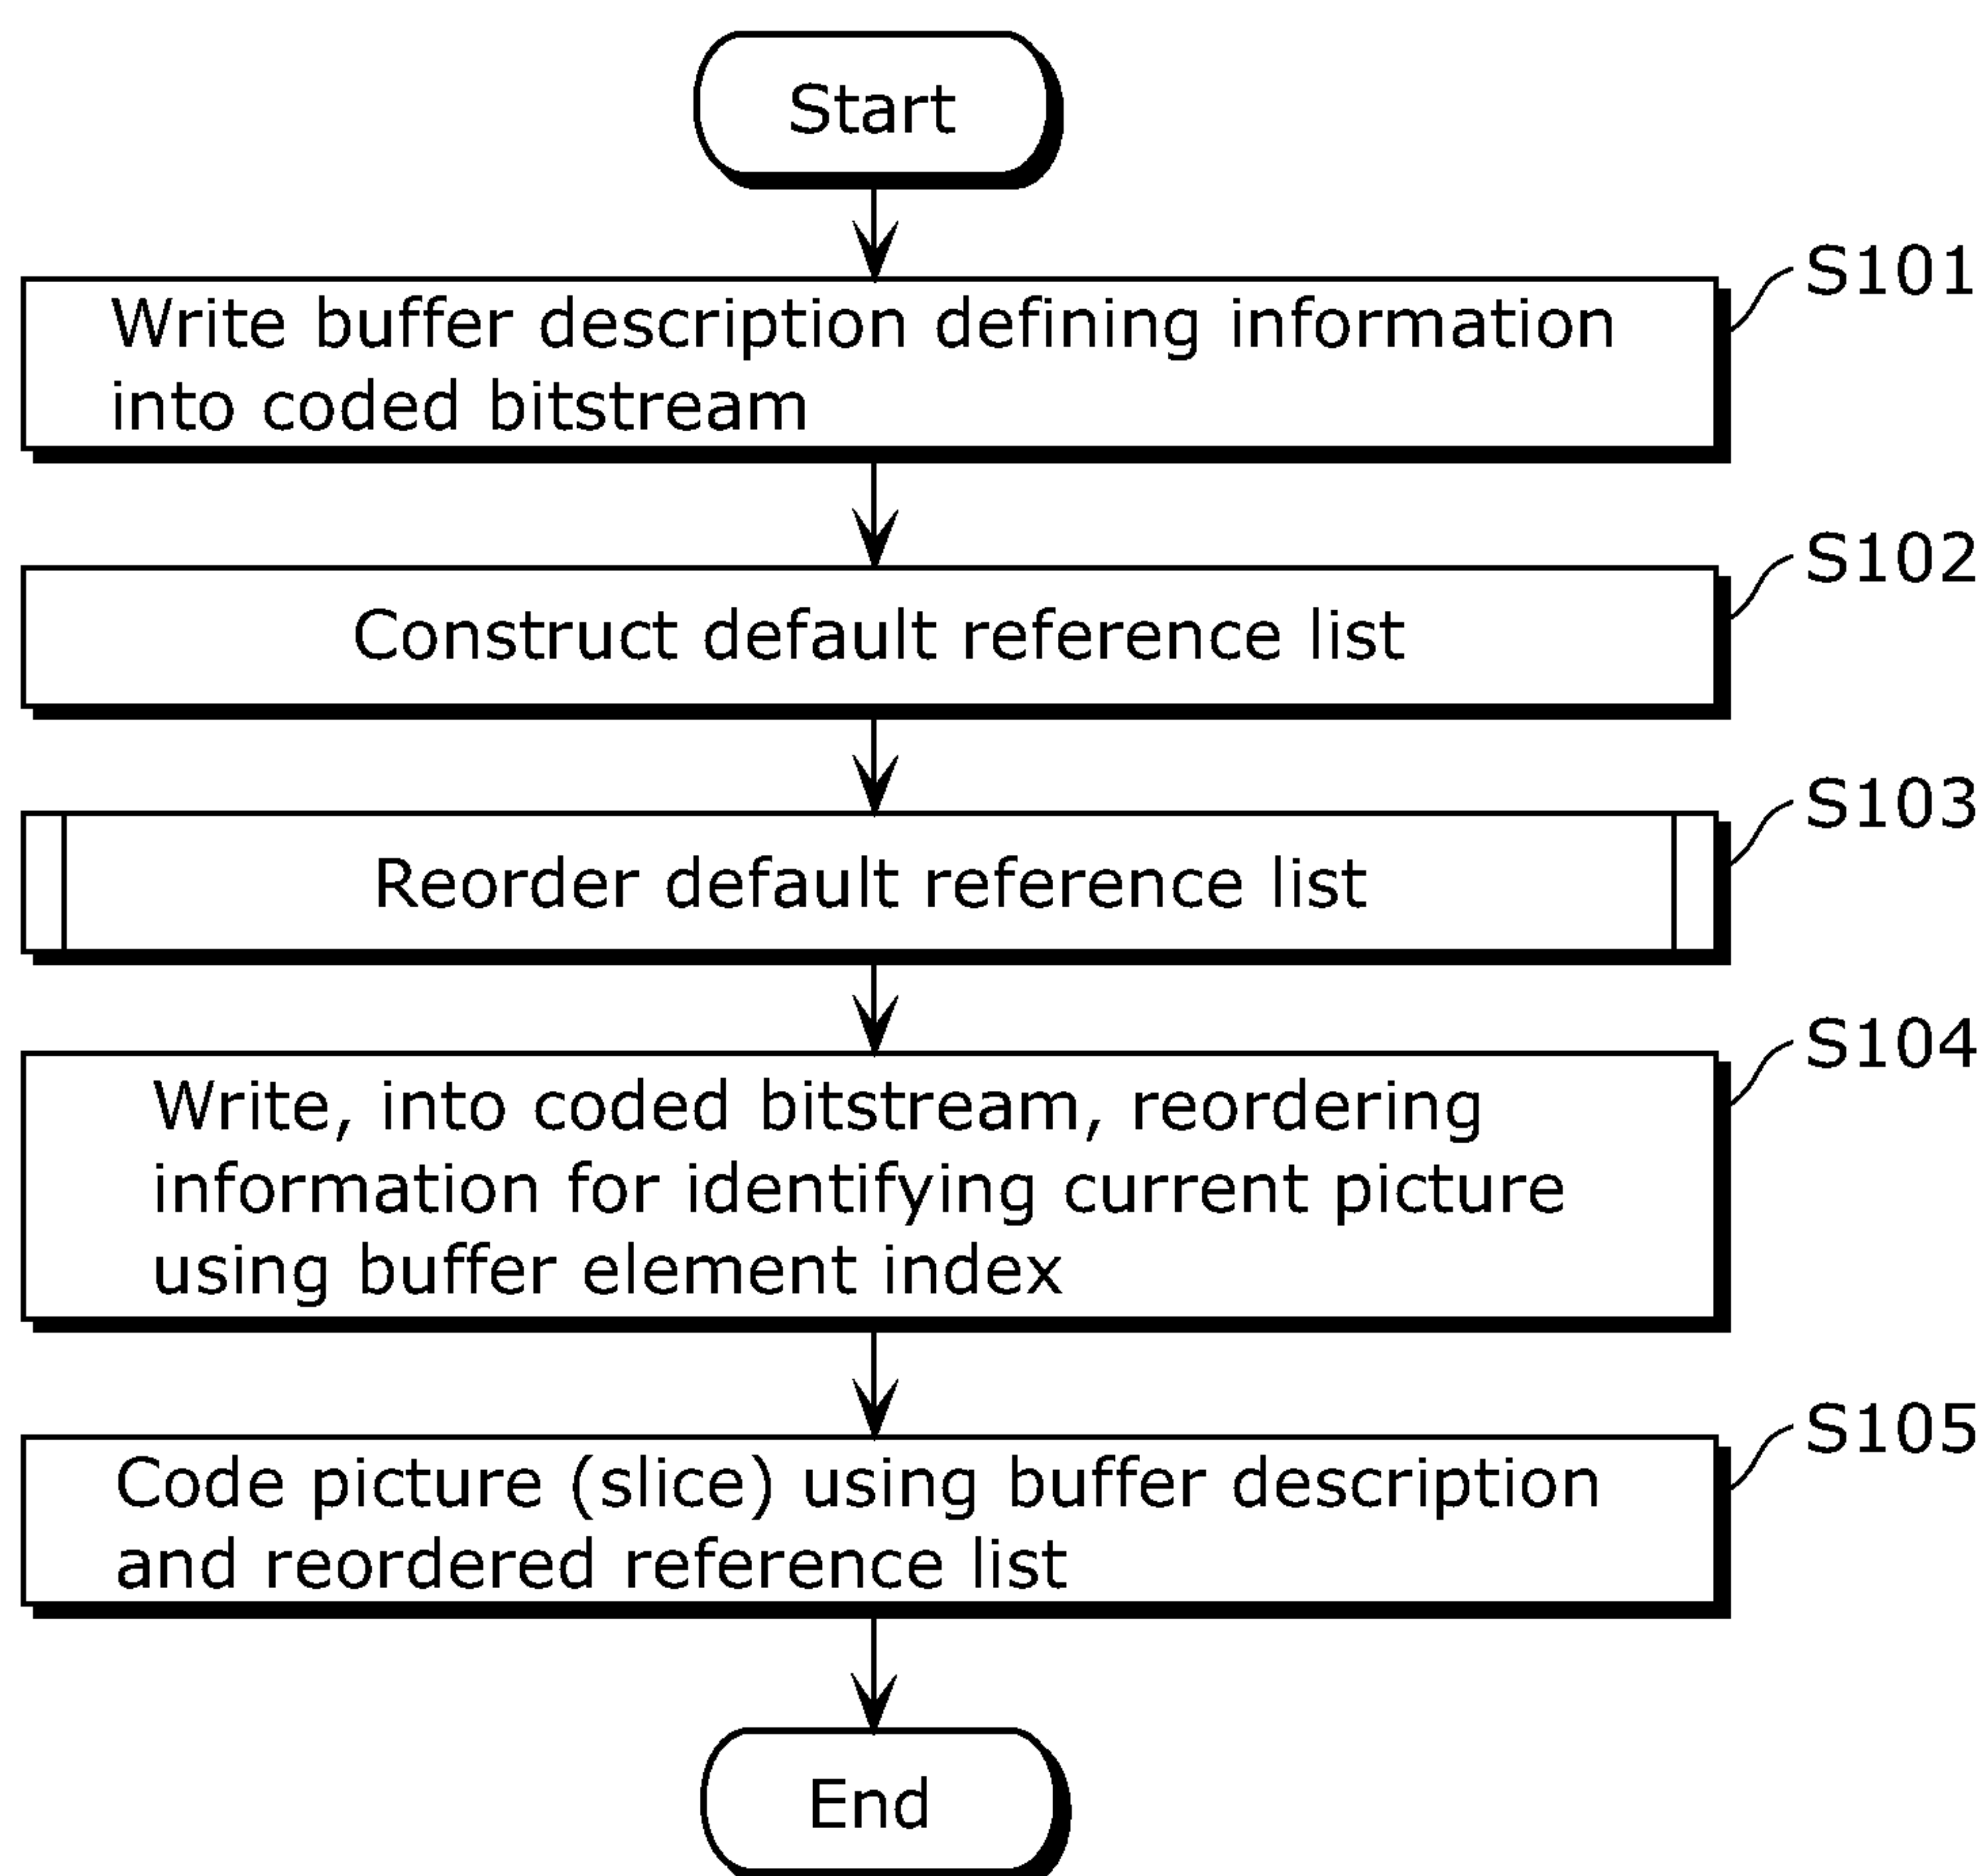 Start
S101
Write buffer description defining information
into coded bitstream
S102
Construct default reference list
S103
Reorder default reference list
S104
Write, into coded bitstream, reordering
information for identifying current picture
using buffer element index
S105
Code picture (slice) using buffer description
and reordered reference list
End